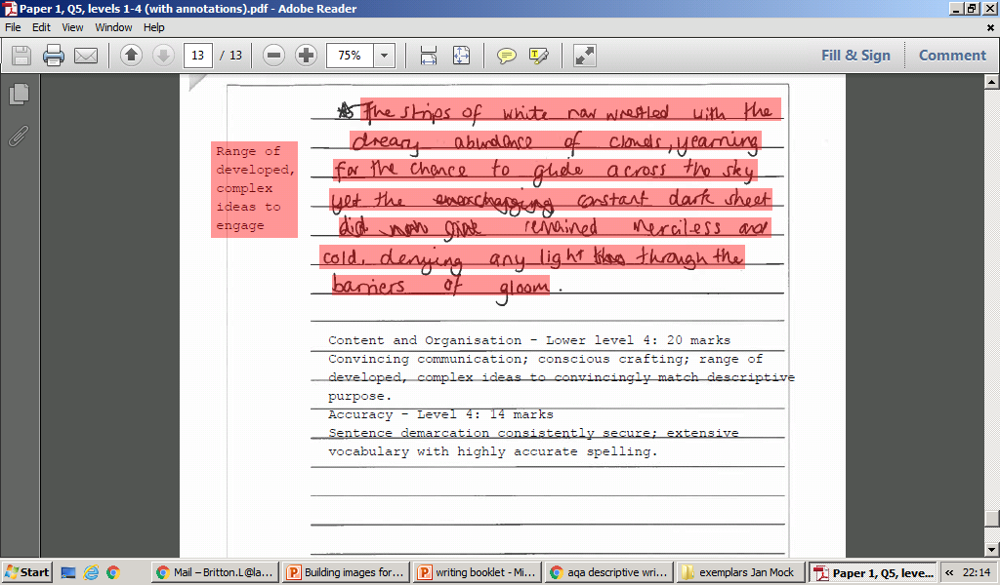 Paper 1, Q5, levels 1-4 (with annotations).pdf - Adobe Reader
File Edit View Window Help
13 / 13 75% Fill & Sign Comment
The strips of white now wrestled with the
dreary abundance of clouds, yearning
Range of
developed,
complex
ideas to
engage
for the chance to glide across the sky
yet the constant dark sheet
did give remained merciless and
cold, denying any light through the
barriers of gloom.
Content and Organisation - Lower level 4: 20 marks
Convincing communication; conscious crafting; range of
developed, complex ideas to convincingly match descriptive
purpose.
Accuracy - Level 4: 14 marks
Sentence demarcation consistently secure; extensive
vocabulary with highly accurate spelling.
Start Mail – Britton.L@la... Building images for... writing booklet - Mi... aqa descriptive wri... exemplars Jan Mock Paper 1, Q5, leve... « 22:14